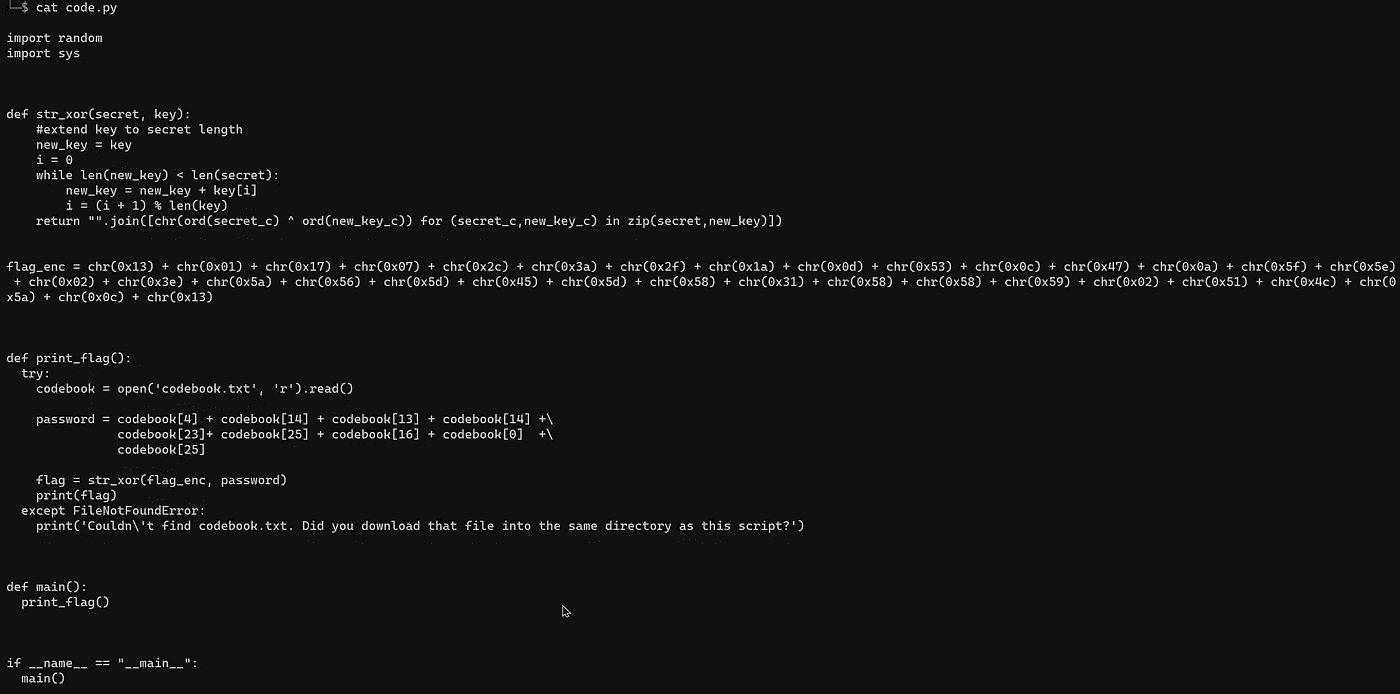 └─$ cat code.py
import random
import sys
def str_xor(secret, key):
    #extend key to secret length
    new_key = key
    i = 0
    while len(new_key) < len(secret):
        new_key = new_key + key[i]
        i = (i + 1) % len(key)
    return "".join([chr(ord(secret_c) ^ ord(new_key_c)) for (secret_c,new_key_c) in zip(secret,new_key)])
flag_enc = chr(0x13) + chr(0x01) + chr(0x17) + chr(0x07) + chr(0x2c) + chr(0x3a) + chr(0x2f) + chr(0x1a) + chr(0x0d) + chr(0x53) + chr(0x0c) + chr(0x47) + chr(0x0a) + chr(0x5f) + chr(0x5e)
 + chr(0x02) + chr(0x3e) + chr(0x5a) + chr(0x56) + chr(0x5d) + chr(0x45) + chr(0x5d) + chr(0x58) + chr(0x31) + chr(0x58) + chr(0x58) + chr(0x59) + chr(0x02) + chr(0x51) + chr(0x4c) + chr(0
x5a) + chr(0x0c) + chr(0x13)
def print_flag():
  try:
    codebook = open('codebook.txt', 'r').read()
    password = codebook[4] + codebook[14] + codebook[13] + codebook[14] +\
               codebook[23]+ codebook[25] + codebook[16] + codebook[0]  +\
               codebook[25]
    flag = str_xor(flag_enc, password)
    print(flag)
  except FileNotFoundError:
    print('Couldn\'t find codebook.txt. Did you download that file into the same directory as this script?')
def main():
  print_flag()
if __name__ == "__main__":
  main()